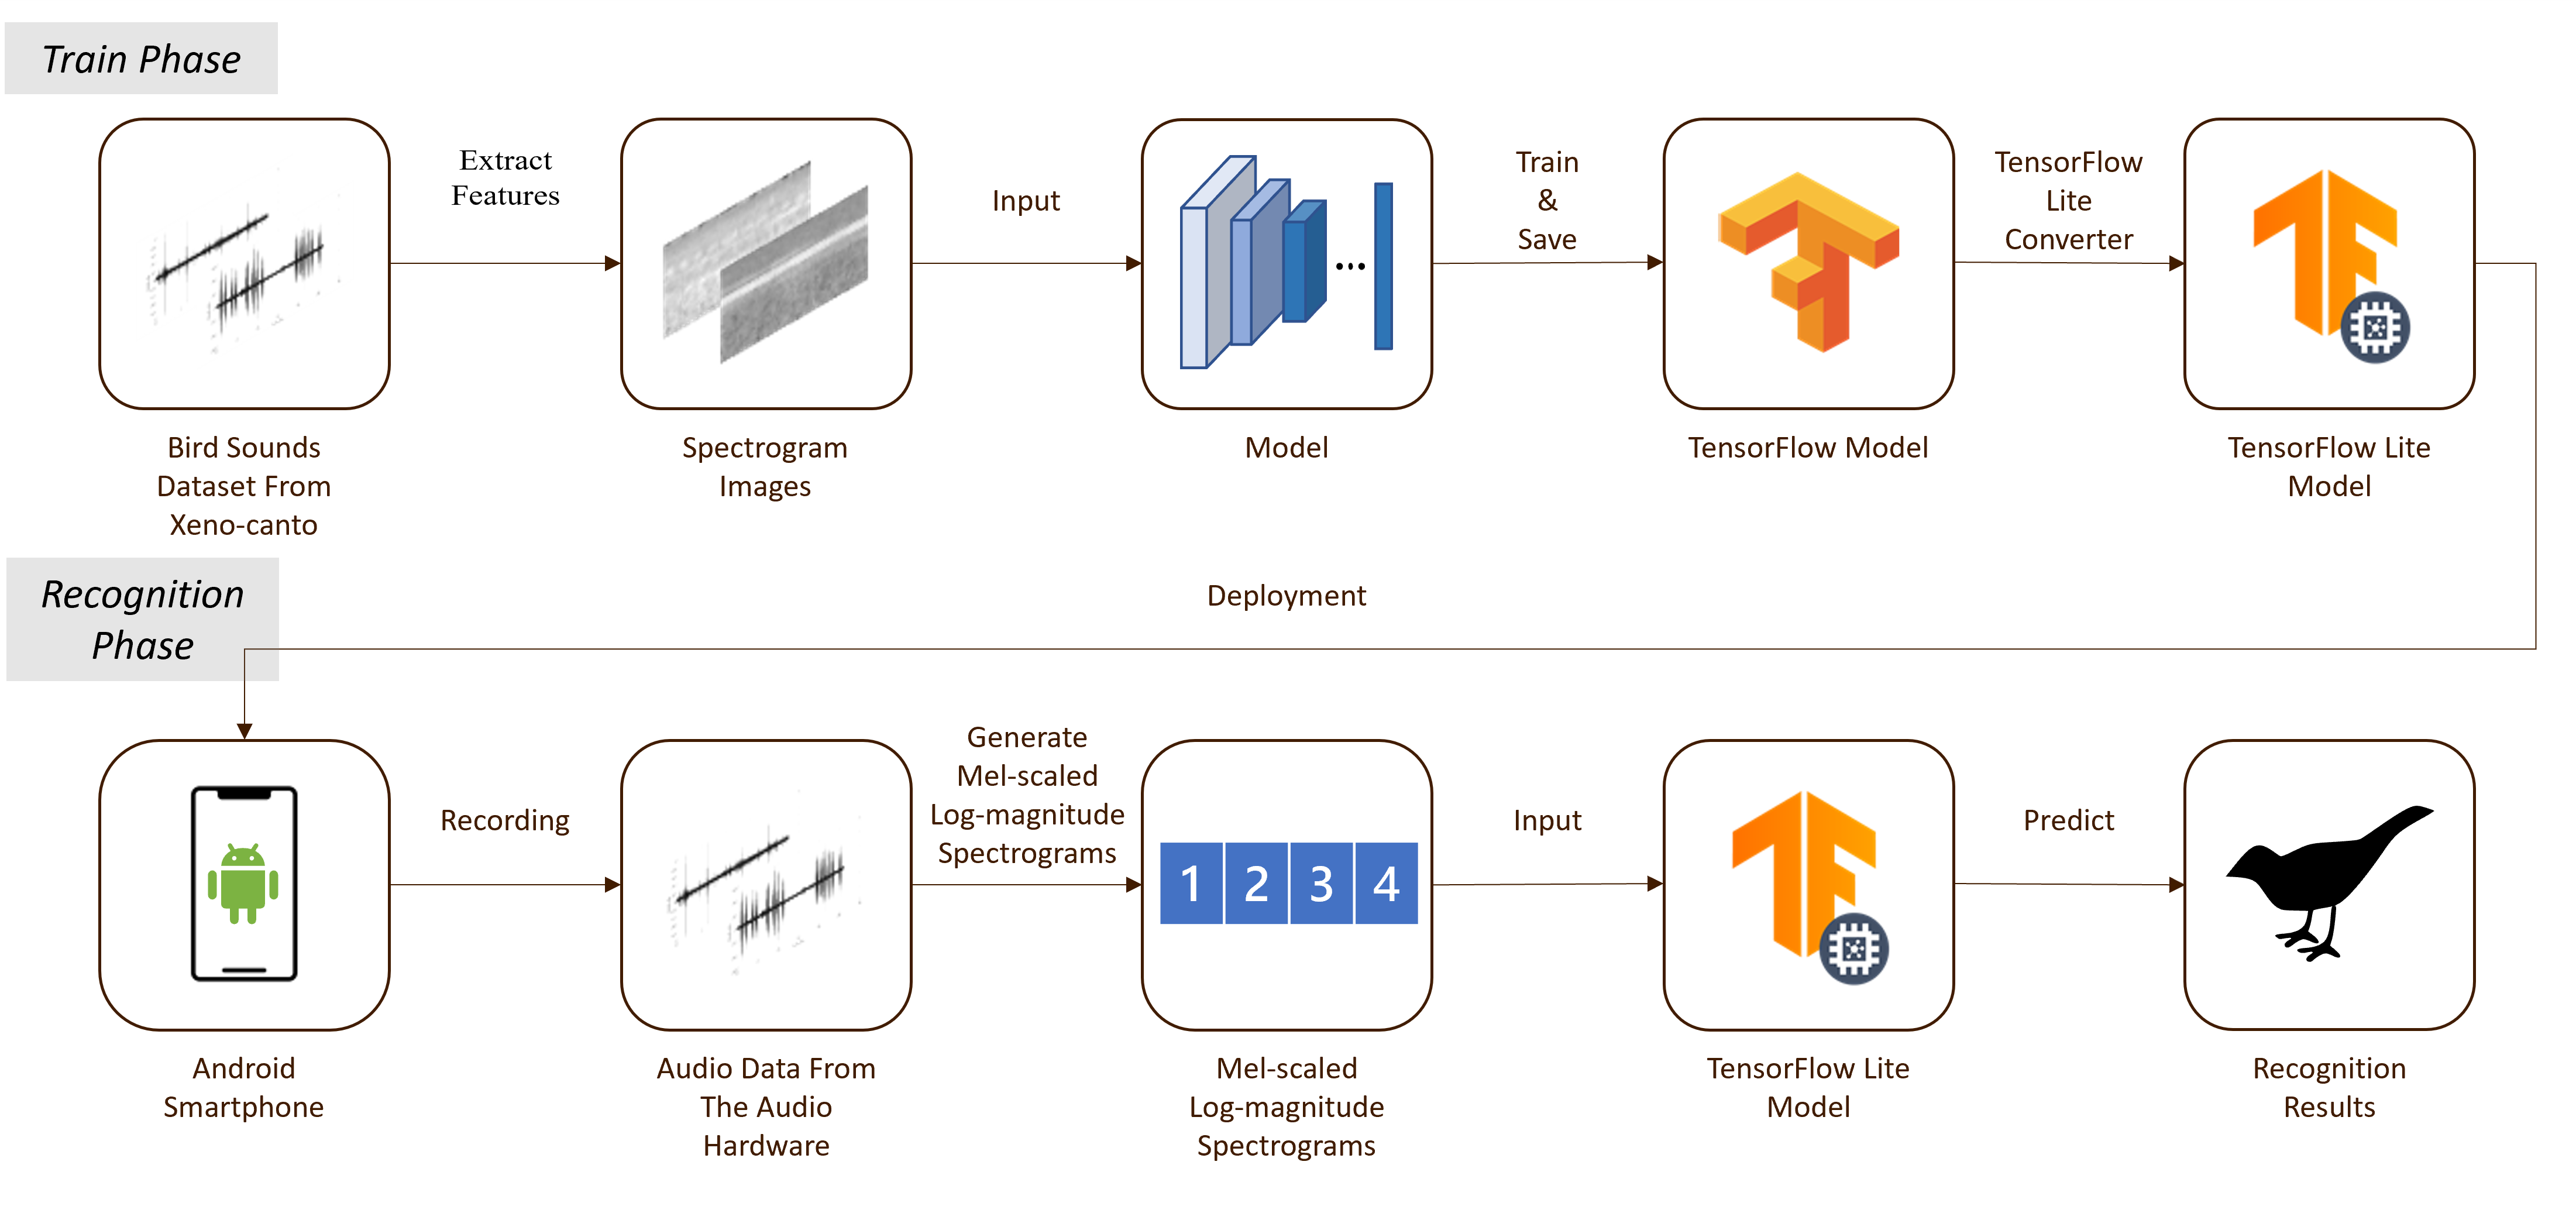 Train Phase
Extract
Features
Input
Train
&
Save
TensorFlow
Lite
Converter
Bird Sounds
Dataset From
Xeno-canto
Spectrogram
Images
Model
TensorFlow Model
TensorFlow Lite
Model
Recognition
Phase
Deployment
Recording
Generate
Mel-scaled
Log-magnitude
Spectrograms
1 2 3 4
Input
Predict
Android
Smartphone
Audio Data From
The Audio
Hardware
Mel-scaled
Log-magnitude
Spectrograms
TensorFlow Lite
Model
Recognition
Results